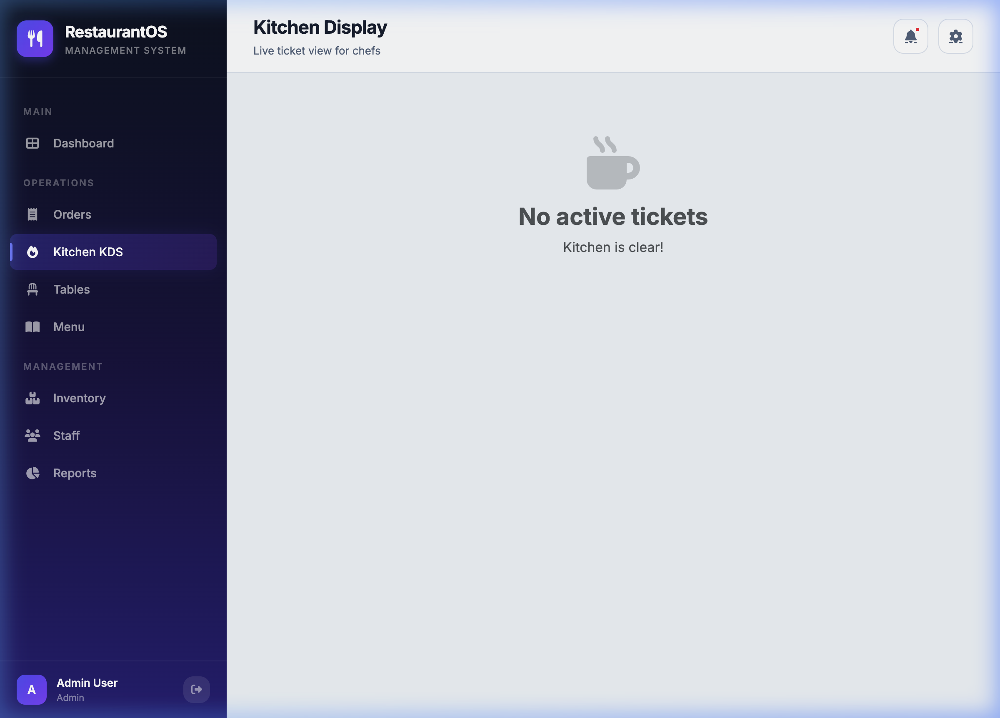 RestaurantOS
MANAGEMENT SYSTEM
MAIN
Dashboard
OPERATIONS
Orders
Kitchen KDS
Tables
Menu
MANAGEMENT
Inventory
Staff
Reports
A
Admin User
Admin
Kitchen Display
Live ticket view for chefs
No active tickets
Kitchen is clear!